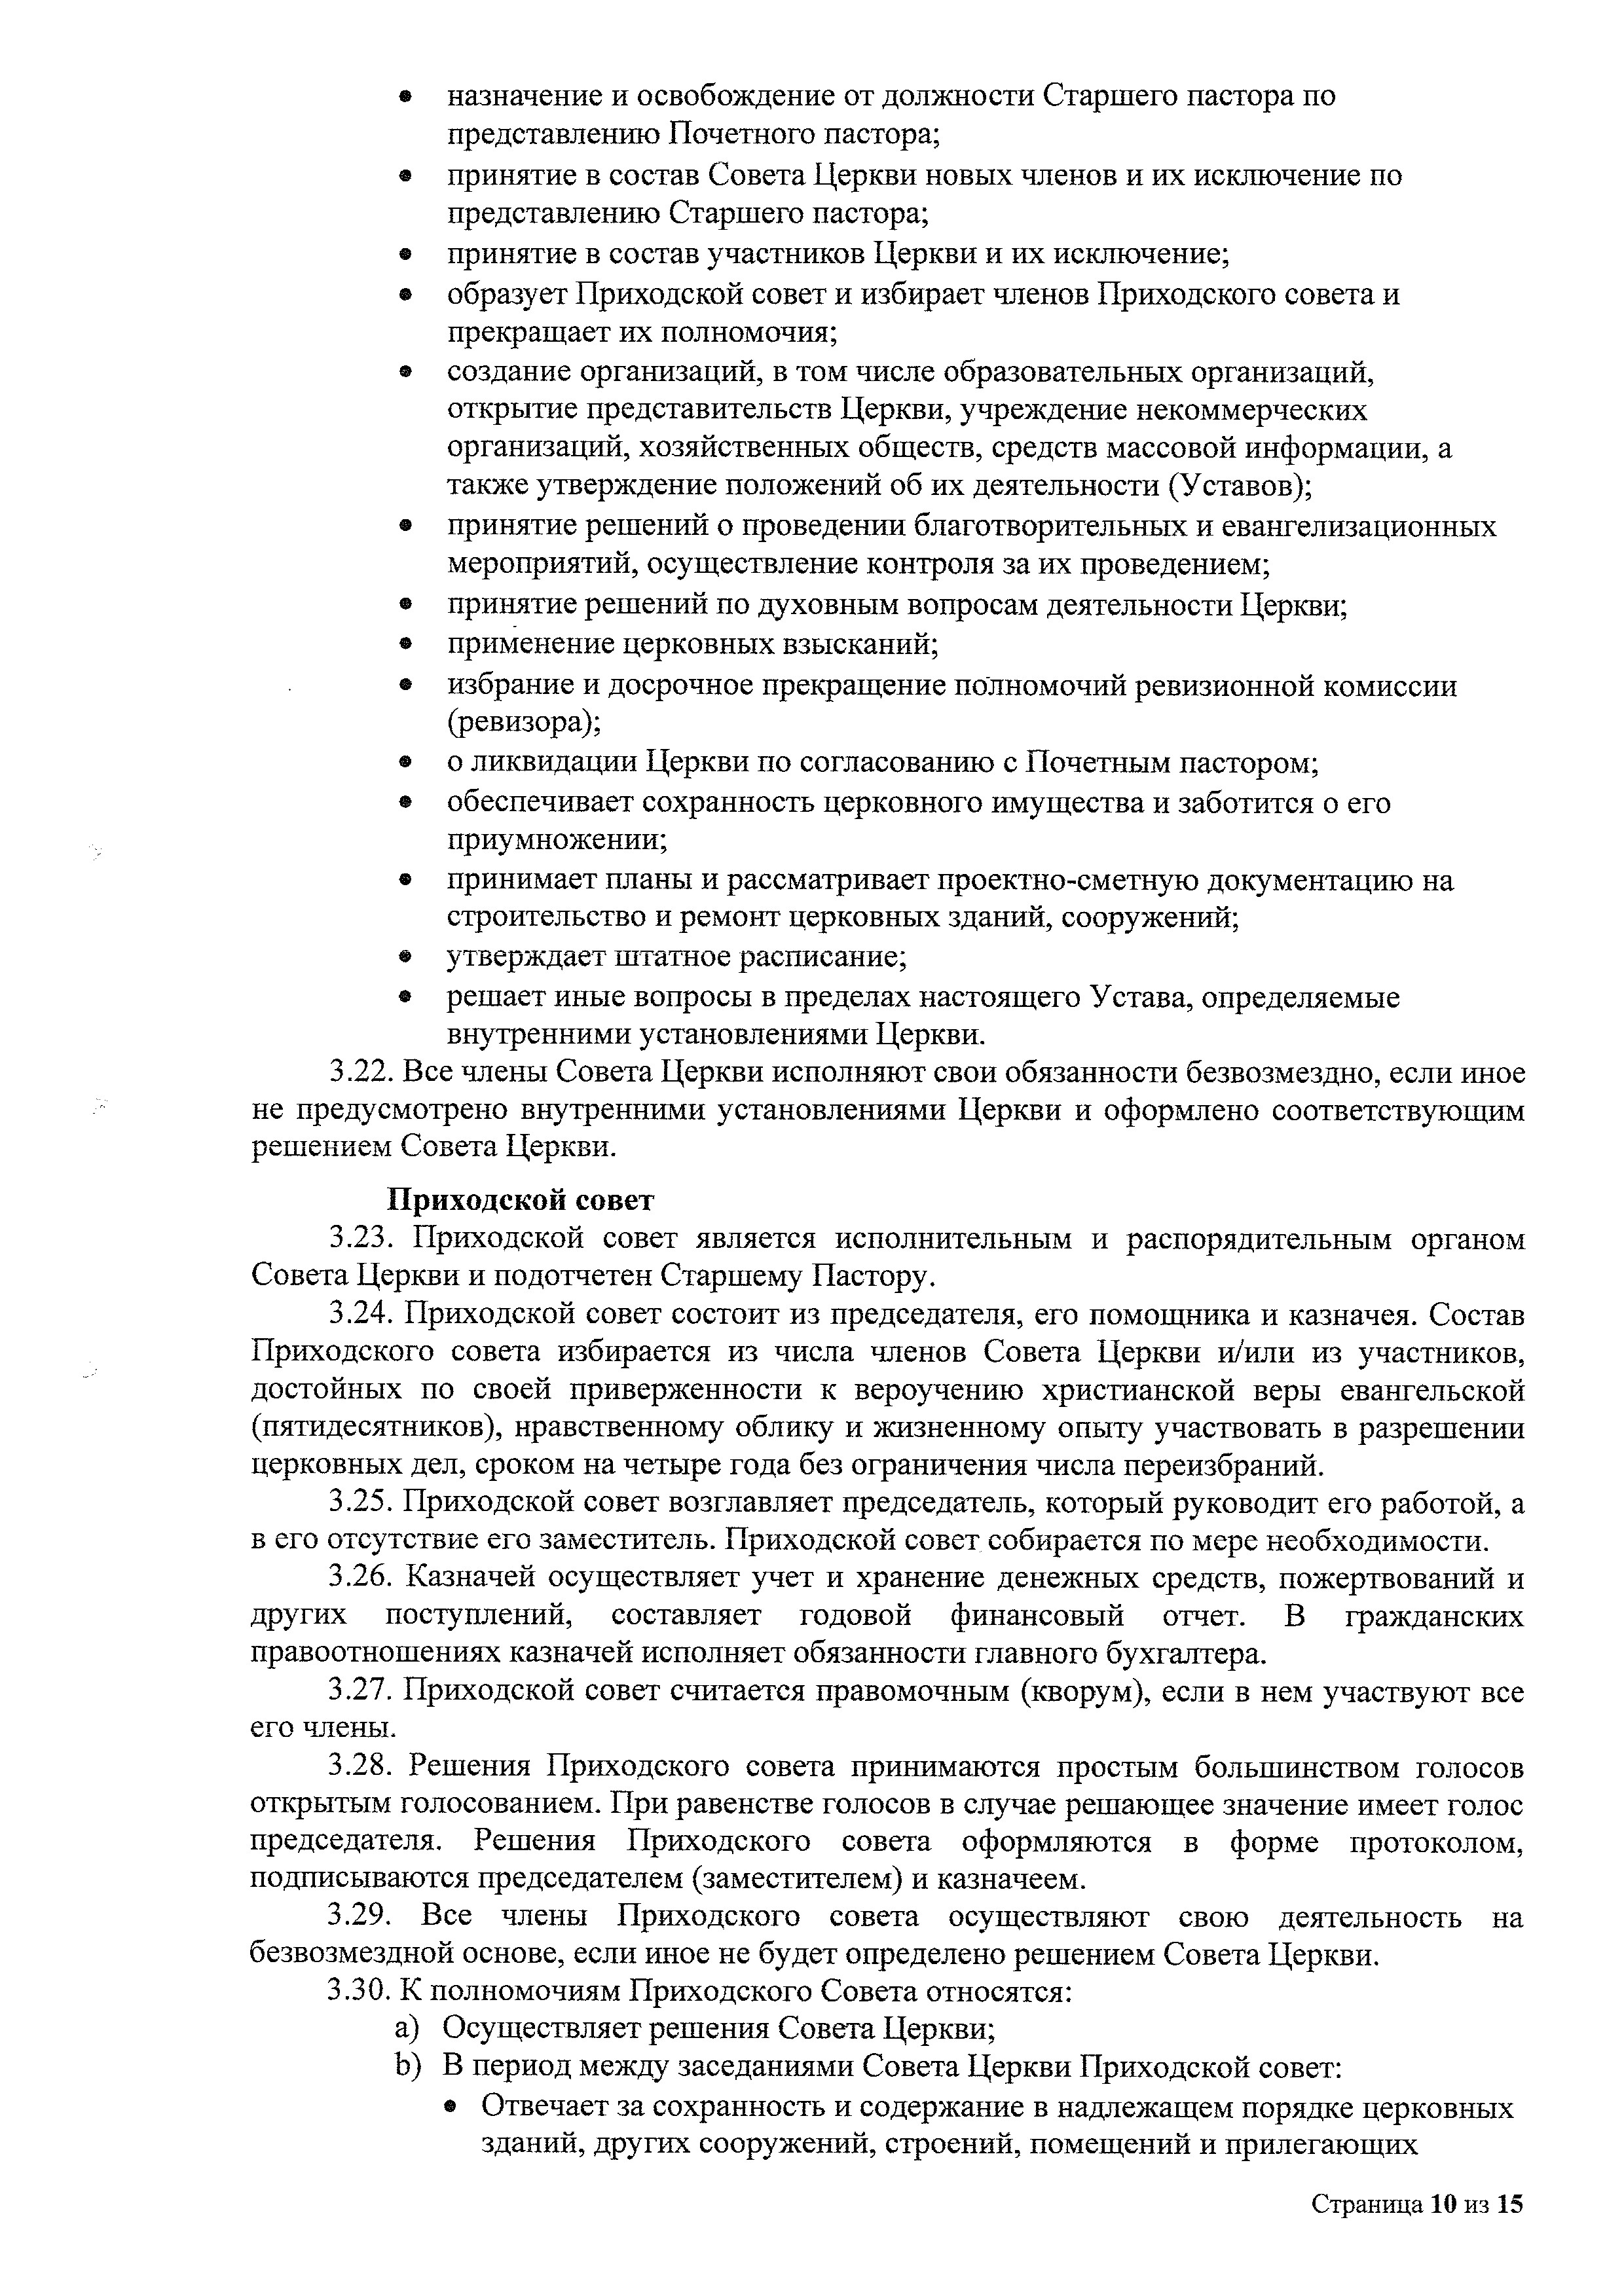 • назначение и освобождение от должности Старшего пастора по
представлению Почетного пастора;
• принятие в состав Совета Церкви новых членов и их исключение по
представлению Старшего пастора;
• принятие в состав участников Церкви и их исключение;
• образует Приходской совет и избирает членов Приходского совета и
прекращает их полномочия;
• создание организаций, в том числе образовательных организаций,
открытие представительств Церкви, учреждение некоммерческих
организаций, хозяйственных обществ, средств массовой информации, а
также утверждение положений об их деятельности (Уставов);
• принятие решений о проведении благотворительных и евангелизационных
мероприятий, осуществление контроля за их проведением;
• принятие решений по духовным вопросам деятельности Церкви;
• применение церковных взысканий;
• избрание и досрочное прекращение полномочий ревизионной комиссии
(ревизора);
• о ликвидации Церкви по согласованию с Почетным пастором;
• обеспечивает сохранность церковного имущества и заботится о его
приумножении;
• принимает планы и рассматривает проектно-сметную документацию на
строительство и ремонт церковных зданий, сооружений;
• утверждает штатное расписание;
• решает иные вопросы в пределах настоящего Устава, определяемые
внутренними установлениями Церкви.
3.22. Все члены Совета Церкви исполняют свои обязанности безвозмездно, если иное
не предусмотрено внутренними установлениями Церкви и оформлено соответствующим
решением Совета Церкви.
Приходской совет
3.23. Приходской совет является исполнительным и распорядительным органом
Совета Церкви и подотчетен Старшему Пастору.
3.24. Приходской совет состоит из председателя, его помощника и казначея. Состав
Приходского совета избирается из числа членов Совета Церкви и/или из участников,
достойных по своей приверженности к вероучению христианской веры евангельской
(пятидесятников), нравственному облику и жизненному опыту участвовать в разрешении
церковных дел, сроком на четыре года без ограничения числа переизбраний.
3.25. Приходской совет возглавляет председатель, который руководит его работой, а
в его отсутствие его заместитель. Приходской совет собирается по мере необходимости.
3.26. Казначей осуществляет учет и хранение денежных средств, пожертвований и
других поступлений, составляет годовой финансовый отчет. В гражданских
правоотношениях казначей исполняет обязанности главного бухгалтера.
3.27. Приходской совет считается правомочным (кворум), если в нем участвуют все
его члены.
3.28. Решения Приходского совета принимаются простым большинством голосов
открытым голосованием. При равенстве голосов в случае решающее значение имеет голос
председателя. Решения Приходского совета оформляются в форме протоколом,
подписываются председателем (заместителем) и казначеем.
3.29. Все члены Приходского совета осуществляют свою деятельность на
безвозмездной основе, если иное не будет определено решением Совета Церкви.
3.30. К полномочиям Приходского Совета относятся:
a) Осуществляет решения Совета Церкви;
b) В период между заседаниями Совета Церкви Приходской совет:
• Отвечает за сохранность и содержание в надлежащем порядке церковных
зданий, других сооружений, строений, помещений и прилегающих
Страница 10 из 15